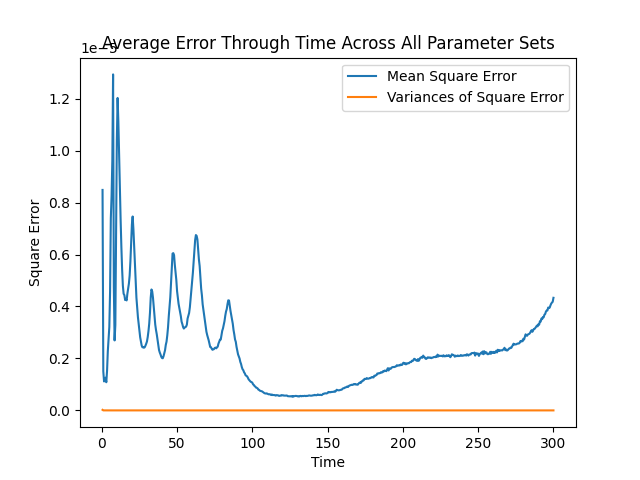 Average Error Through Time Across All Parameter Sets
Mean Square Error
Variances of Square Error
1.2
1.0
0.8
0.6
0.4
0.2
0.0
Square Error
0 50 100 150 200 250 300
Time